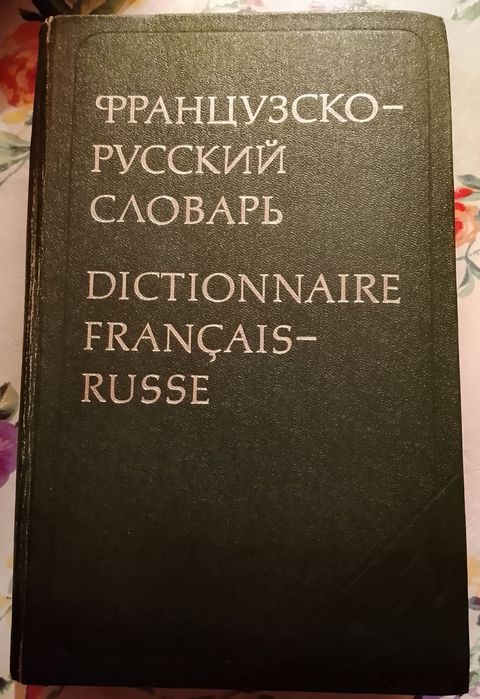 ФРАНЦУЗСКО–
РУССКИЙ
СЛОВАРЬ
DICTIONNAIRE
FRANÇAIS–
RUSSE